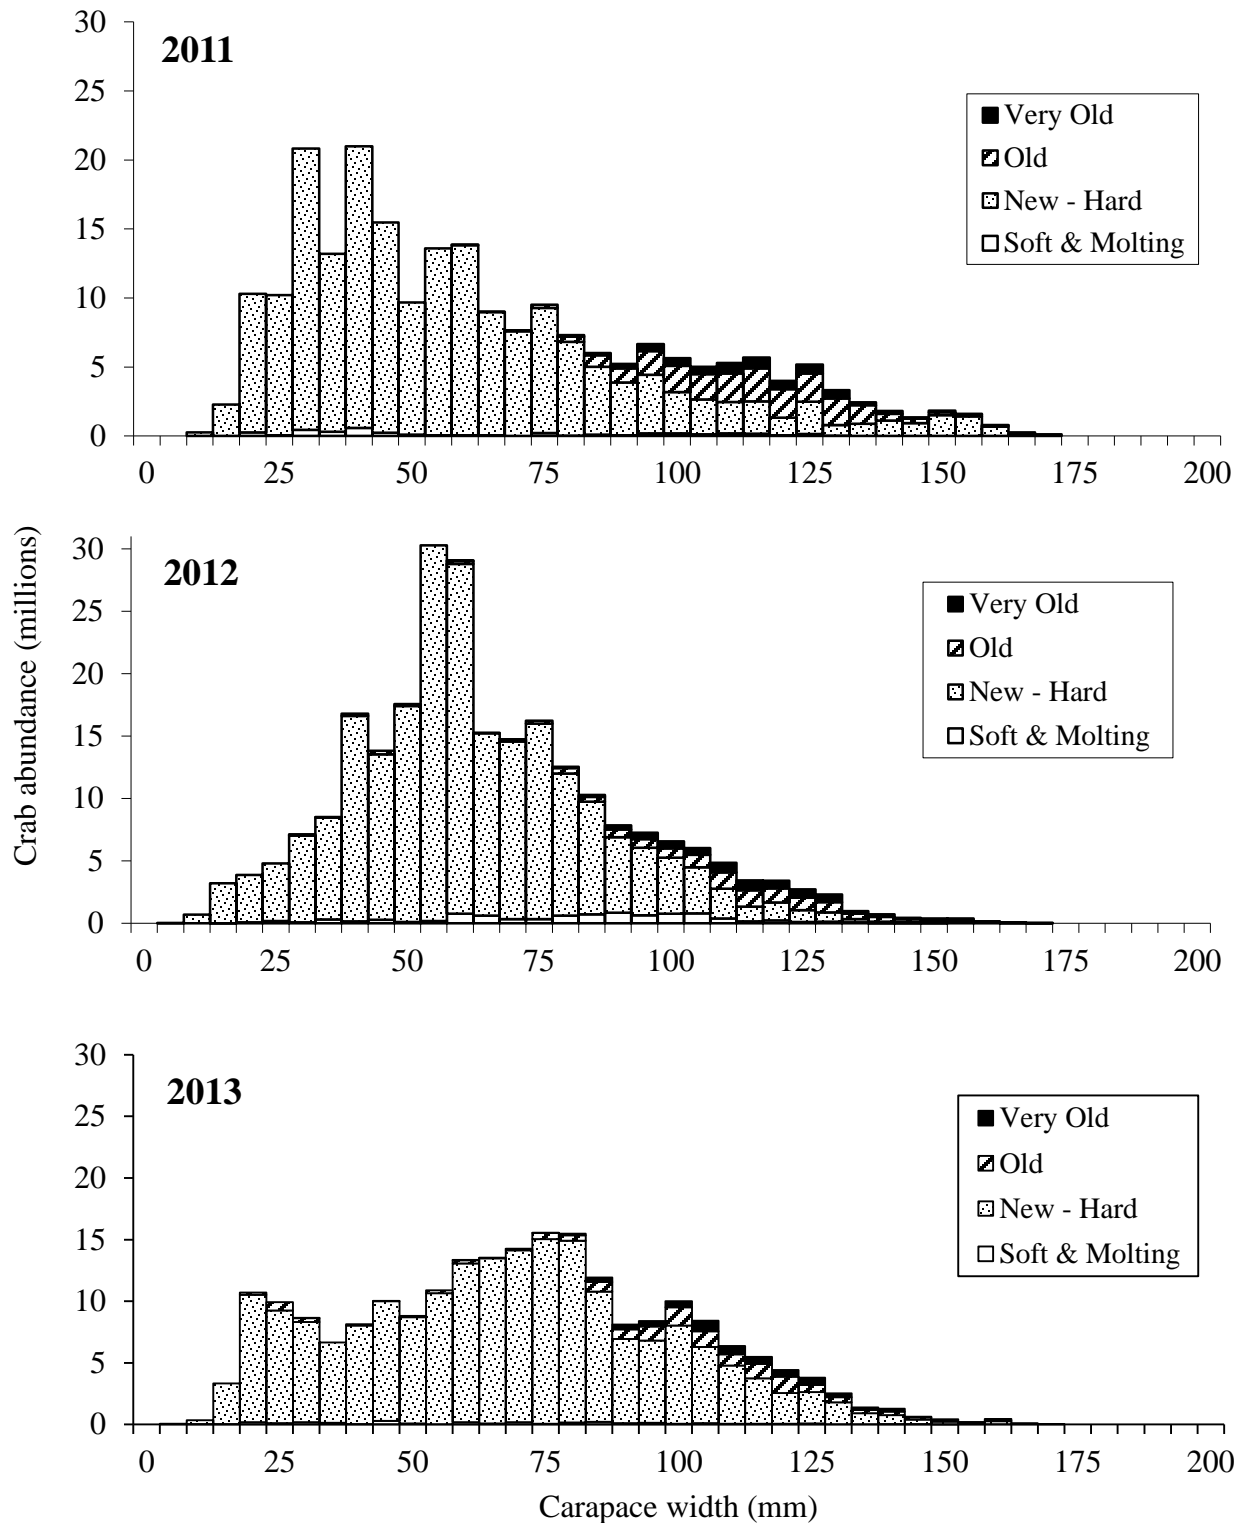 30
2011
25
Very Old
20
Old
New - Hard
15
Soft & Molting
10
5
0
0 25 50 75 100 125 150 175 200
Crab abundance (millions)
30
2012
25
Very Old
Old
20
New - Hard
15
Soft & Molting
10
5
0
0 25 50 75 100 125 150 175 200
30
2013
25
Very Old
20
Old
New - Hard
15
Soft & Molting
10
5
0
0 25 50 75 100 125 150 175 200
Carapace width (mm)